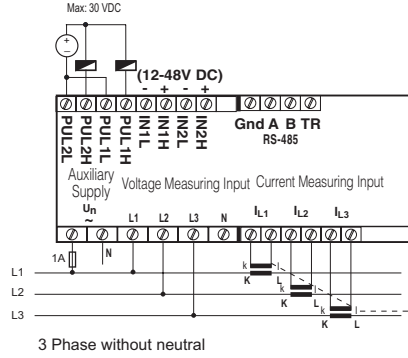 Max: 30 VDC
+
–
(12-48V DC)
- + - +
PUL2L PUL2H PUL1L PUL1H IN1L IN1H IN2L IN2H
Gnd A B TR
RS-485
Auxiliary Supply
Voltage Measuring Input
Current Measuring Input
Un
~
L1 L2 L3 N
IL1 IL2 IL3
1A
N
L1
k l
K L
L2
k l
K L
L3
k l
K L
3 Phase without neutral